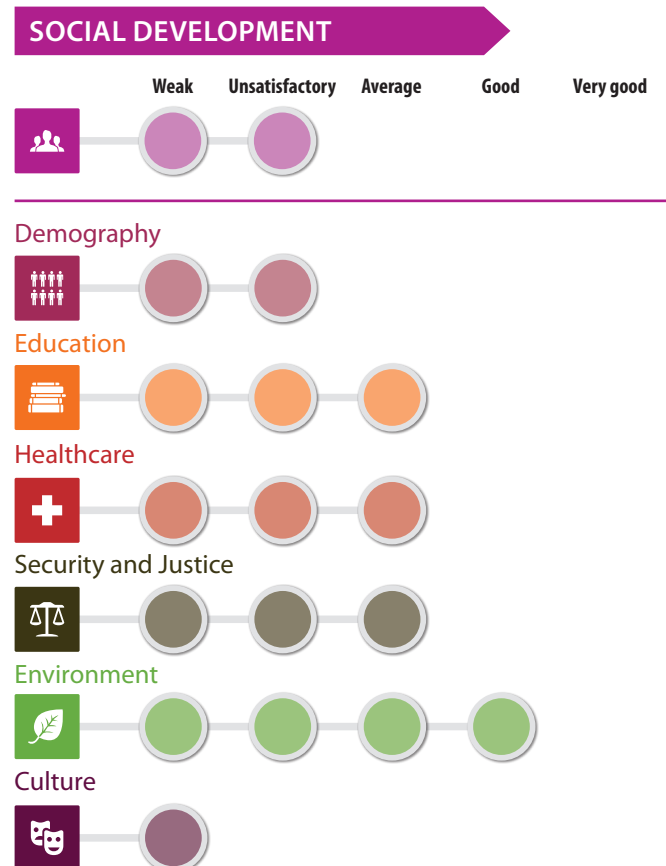 SOCIAL DEVELOPMENT
Weak Unsatisfactory Average Good Very good
Demography
Education
Healthcare
Security and Justice
Environment
Culture